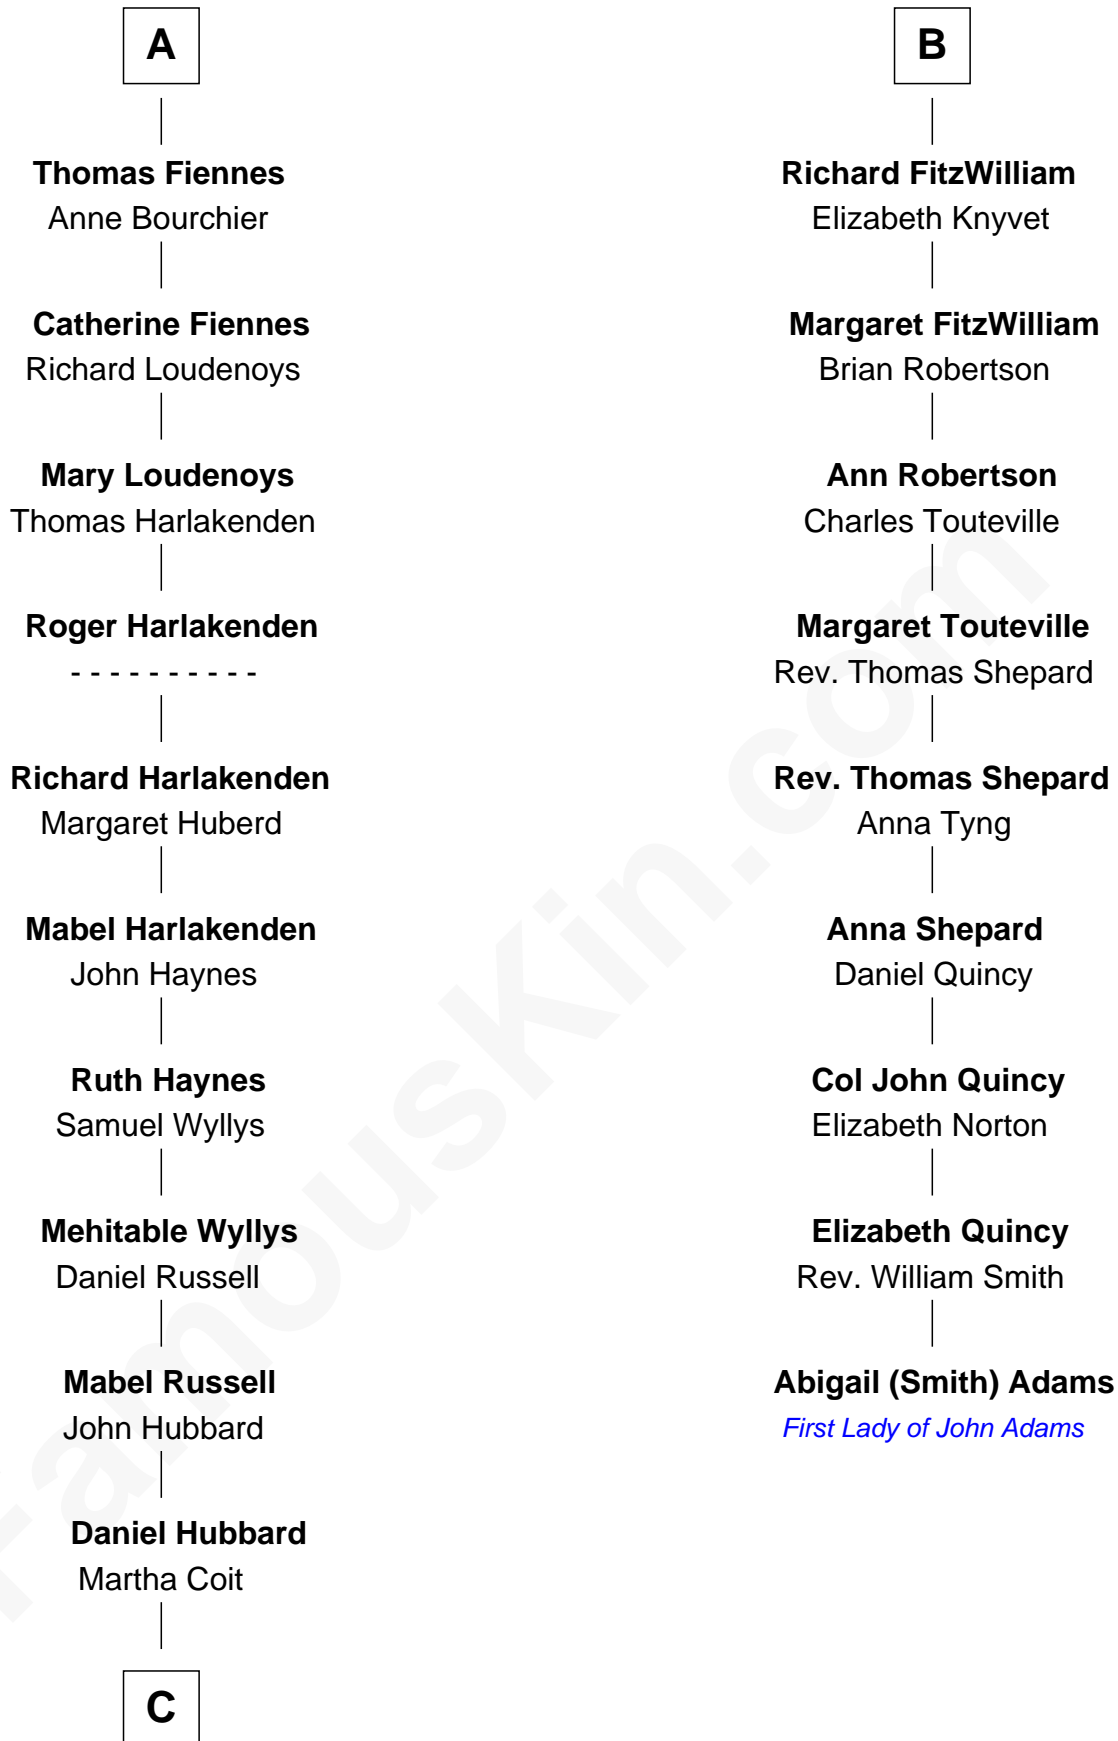 A
Thomas Fiennes
Anne Bourchier
Catherine Fiennes
Richard Loudenoys
Mary Loudenoys
Thomas Harlakenden
Roger Harlakenden
- - - - - - - - - -
Richard Harlakenden
Margaret Huberd
Mabel Harlakenden
John Haynes
Ruth Haynes
Samuel Wyllys
Mehitable Wyllys
Daniel Russell
Mabel Russell
John Hubbard
Daniel Hubbard
Martha Coit
C
B
Richard FitzWilliam
Elizabeth Knyvet
Margaret FitzWilliam
Brian Robertson
Ann Robertson
Charles Touteville
Margaret Touteville
Rev. Thomas Shepard
Rev. Thomas Shepard
Anna Tyng
Anna Shepard
Daniel Quincy
Col John Quincy
Elizabeth Norton
Elizabeth Quincy
Rev. William Smith
Abigail (Smith) Adams
First Lady of John Adams
FamousKin.com